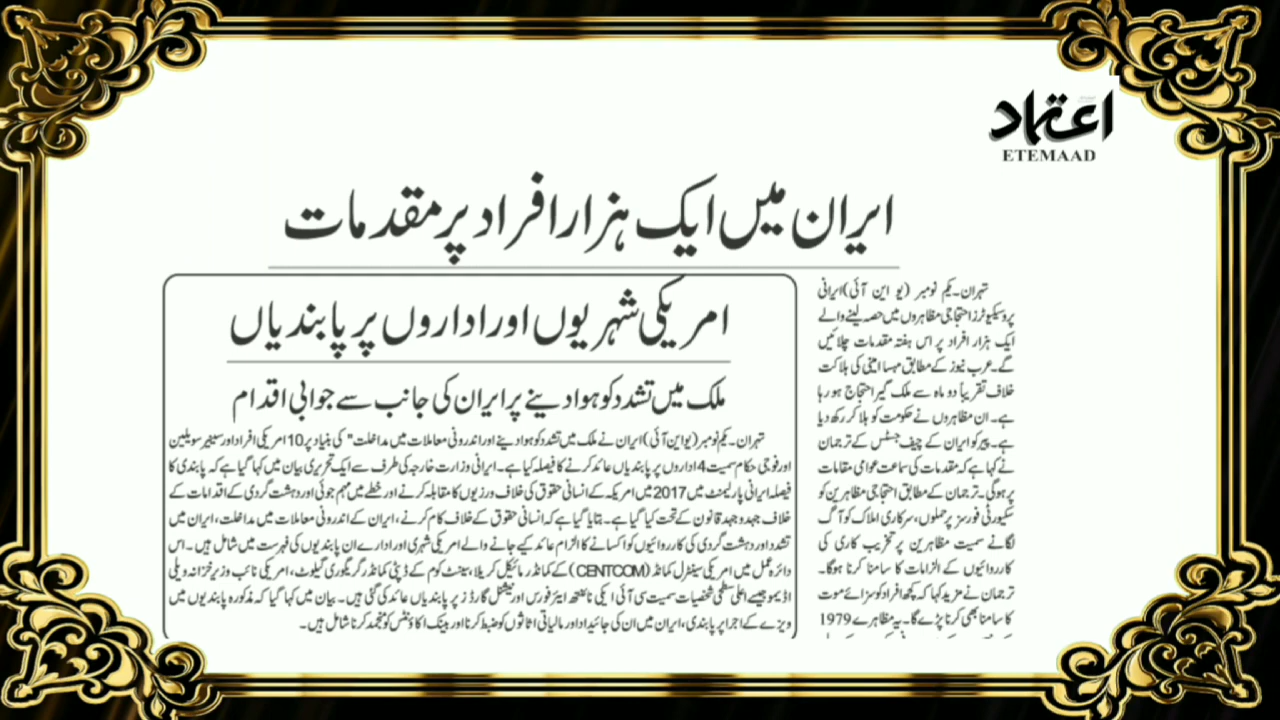 اعتماد
ETEMAAD
ایران میں ایک ہزار افراد پر مقدمات
تہران۔یکم نومبر (یو این آئی)ایرانی
پروسیکیوٹرز احتجاجی مظاہروں میں حصہ لینے والے
ایک ہزار افراد پر اس ہفتہ مقدمات چلائیں
گے۔عرب نیوز کے مطابق مہسا امینی کی ہلاکت
خلاف تقریباً دو ماہ سے ملک گیر احتجاج ہو رہا
ہے۔ ان مظاہروں نے حکومت کو ہلا کر رکھ دیا
ہے۔ پیر کو ایران کے چیف جسٹس کے ترجمان
نے کہا ہے کہ مقدمات کی سماعت عوامی مقامات
پر ہوگی۔ ترجمان کے مطابق احتجاجی مظاہرین کو
سکیورٹی فورسز پر حملوں، سرکاری املاک کو آگ
لگانے سمیت مظاہرین پر تخریب کاری کی
کارروائیوں کے الزامات کا سامنا کرنا ہوگا۔
ترجمان نے مزید کہا کہ کچھ افراد کو سزائے موت
کا سامنا بھی کرنا پڑے گا۔ یہ مظاہرے 1979
امریکی شہریوں اور اداروں پر پابندیاں
ملک میں تشدد کو ہوا دینے پر ایران کی جانب سے جوابی اقدام
تہران۔یکم نومبر (یو این آئی) ایران نے ملک میں تشدد کو ہوا دینے اور اندرونی معاملات میں مداخلت" کی بنیاد پر 10 امریکی افراد اور سینیر سویلین
اور فوجی حکام سمیت 4 اداروں پر پابندیاں عائد کرنے کا فیصلہ کیا ہے۔ ایرانی وزارت خارجہ کی طرف سے ایک تحریری بیان میں کہا گیا ہے کہ پابندی کا
فیصلہ ایرانی پارلیمنٹ میں 2017 میں امریکہ کے انسانی حقوق کی خلاف ورزیوں کا مقابلہ کرنے اور خطے میں مہم جوئی اور دہشت گردی کے اقدامات کے
خلاف جہد و جہد قانون کے تحت کیا گیا ہے۔ بتایا گیا ہے کہ انسانی حقوق کے خلاف کام کرنے، ایران کے اندرونی معاملات میں مداخلت، ایران میں
تشدد اور دہشت گردی کی کارروائیوں کو اکسانے کا الزام عائد کیے جانے والے امریکی شہری اور ادارے ان پابندیوں کی فہرست میں شامل ہیں۔ اس
دائرہ عمل میں امریکی سینٹرل کمانڈ (CENTCOM) کے کمانڈر مائیکل کریلا، سینٹ کوم کے ڈپٹی کمانڈر گریگوری گیلوٹ، امریکی نائب وزیر خزانہ ویلی
اڈیمو جیسے اعلیٰ سطحی شخصیات سمیت سی آئی اے کی نائنتھ ایئر فورس اور نیشنل گارڈز پر پابندیاں عائد کی گئی ہیں۔ بیان میں کہا گیا کہ مذکورہ پابندیوں میں
ویزے کے اجرا پر پابندی، ایران میں ان کی جائیداد اور مالیاتی اثاثوں کو ضبط کرنا اور بینک اکاؤنٹس کو منجمد کرنا شامل ہیں۔